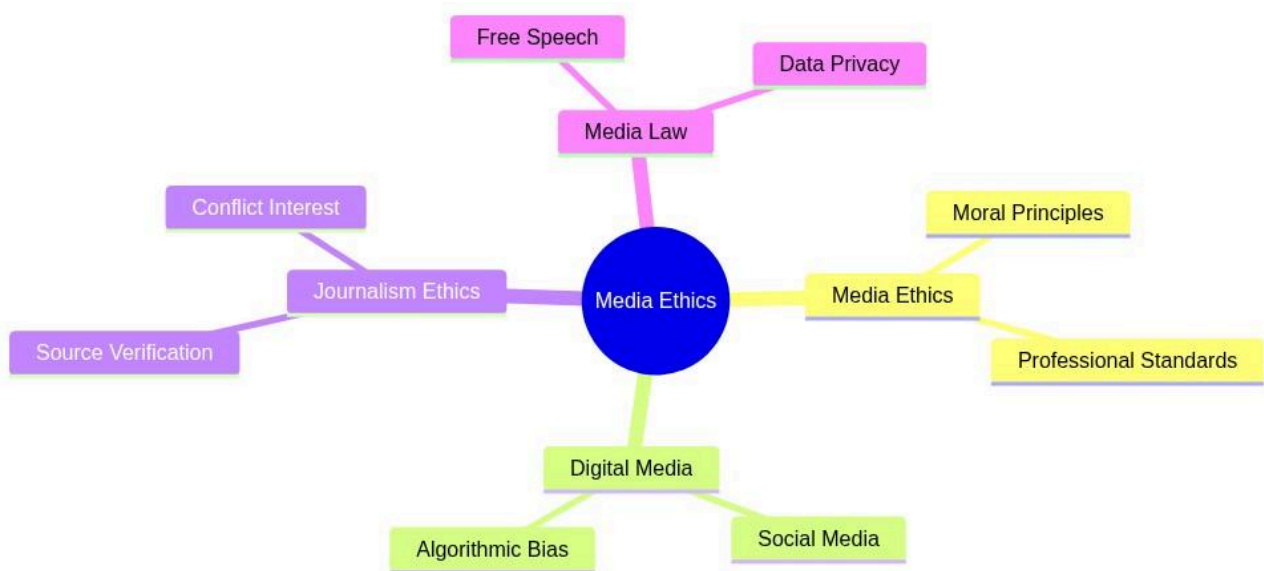 Free Speech
Data Privacy
Media Law
Conflict Interest
Moral Principles
Journalism Ethics
Media Ethics
Media Ethics
Source Verification
Professional Standards
Digital Media
Algorithmic Bias
Social Media